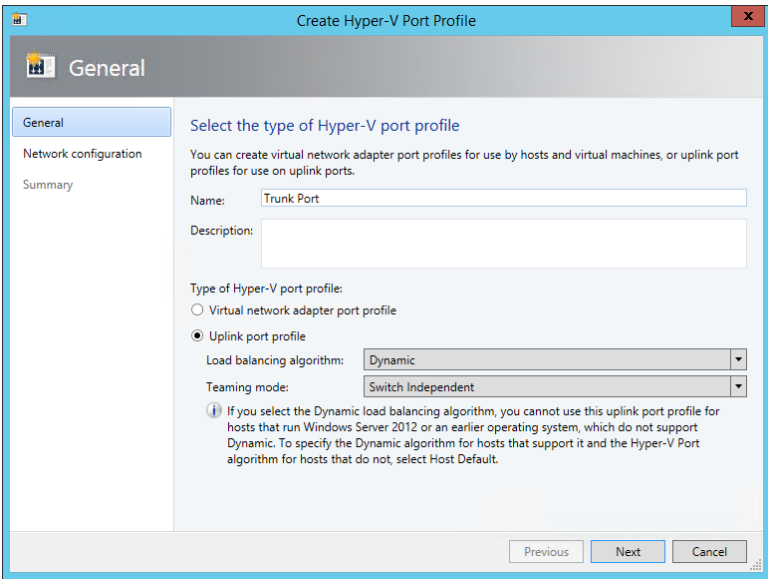 Create Hyper-V Port Profile
x
General
General
Network configuration
Summary
Select the type of Hyper-V port profile
You can create virtual network adapter port profiles for use by hosts and virtual machines, or uplink port
profiles for use on uplink ports.
Name: Trunk Port
Description:
Type of Hyper-V port profile:
Virtual network adapter port profile
Uplink port profile
Load balancing algorithm: Dynamic
Teaming mode: Switch Independent
If you select the Dynamic load balancing algorithm, you cannot use this uplink port profile for
hosts that run Windows Server 2012 or an earlier operating system, which do not support
Dynamic. To specify the Dynamic algorithm for hosts that support it and the Hyper-V Port
algorithm for hosts that do not, select Host Default.
Previous Next Cancel